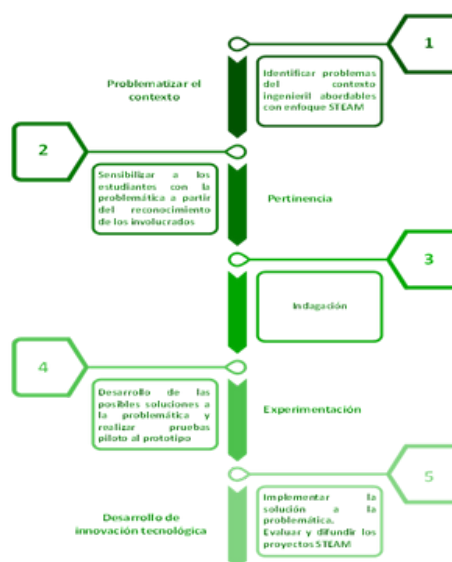 1
Problematizar el
contexto
Identificar problemas
del contexto
ingenieril abordables
con enfoque STEAM
2
Sensibilizar a los
estudiantes con la
problemática a partir
del reconocimiento
de los involucrados
Pertinencia
3
Indagación
4
Desarrollo de las
posibles soluciones a
la problemática y
realizar pruebas
piloto al prototipo
Experimentación
5
Desarrollo de
innovación tecnológica
Implementar la
solución a la
problemática.
Evaluar y difundir los
proyectos STEAM